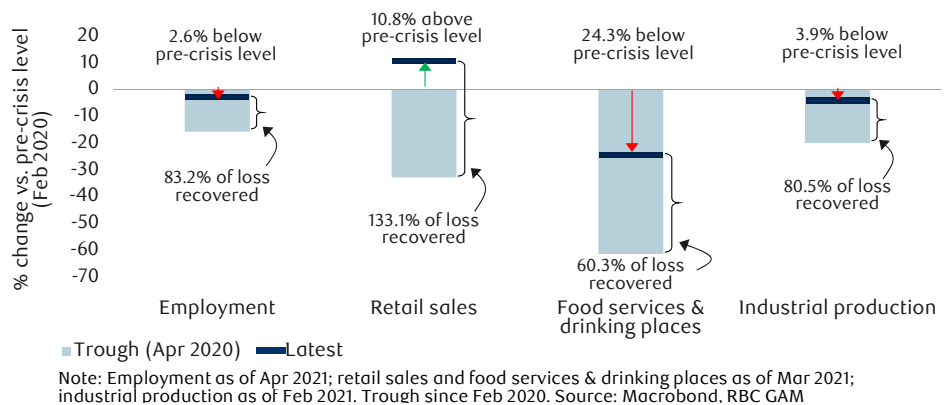 % change vs. pre-crisis level
(Feb 2020)
20
10
0
-10
-20
-30
-40
-50
-60
-70
2.6% below
pre-crisis level
83.2% of loss
recovered
10.8% above
pre-crisis level
133.1% of loss
recovered
24.3% below
pre-crisis level
60.3% of loss
recovered
3.9% below
pre-crisis level
80.5% of loss
recovered
Employment
Retail sales
Food services &
drinking places
Industrial production
Trough (Apr 2020)
Latest
Note: Employment as of Apr 2021; retail sales and food services & drinking places as of Mar 2021;
industrial production as of Feb 2021. Trough since Feb 2020. Source: Macrobond, RBC GAM